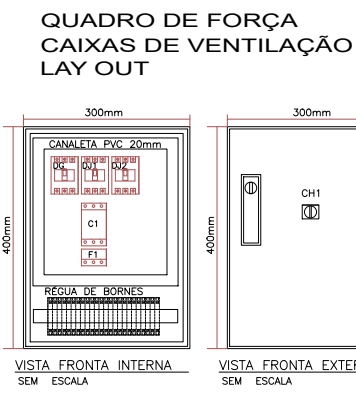 QUADRO DE FORÇA
CAIXAS DE VENTILAÇÃO
LAY OUT
300mm
300mm
CANALETA PVC 20mm
DG DJ1 DJ2
C1
F1
400mm
400mm
CH1
RÉGUA DE BORNES
VISTA FRONTA INTERNA
SEM ESCALA
VISTA FRONTA EXTE
SEM ESCALA